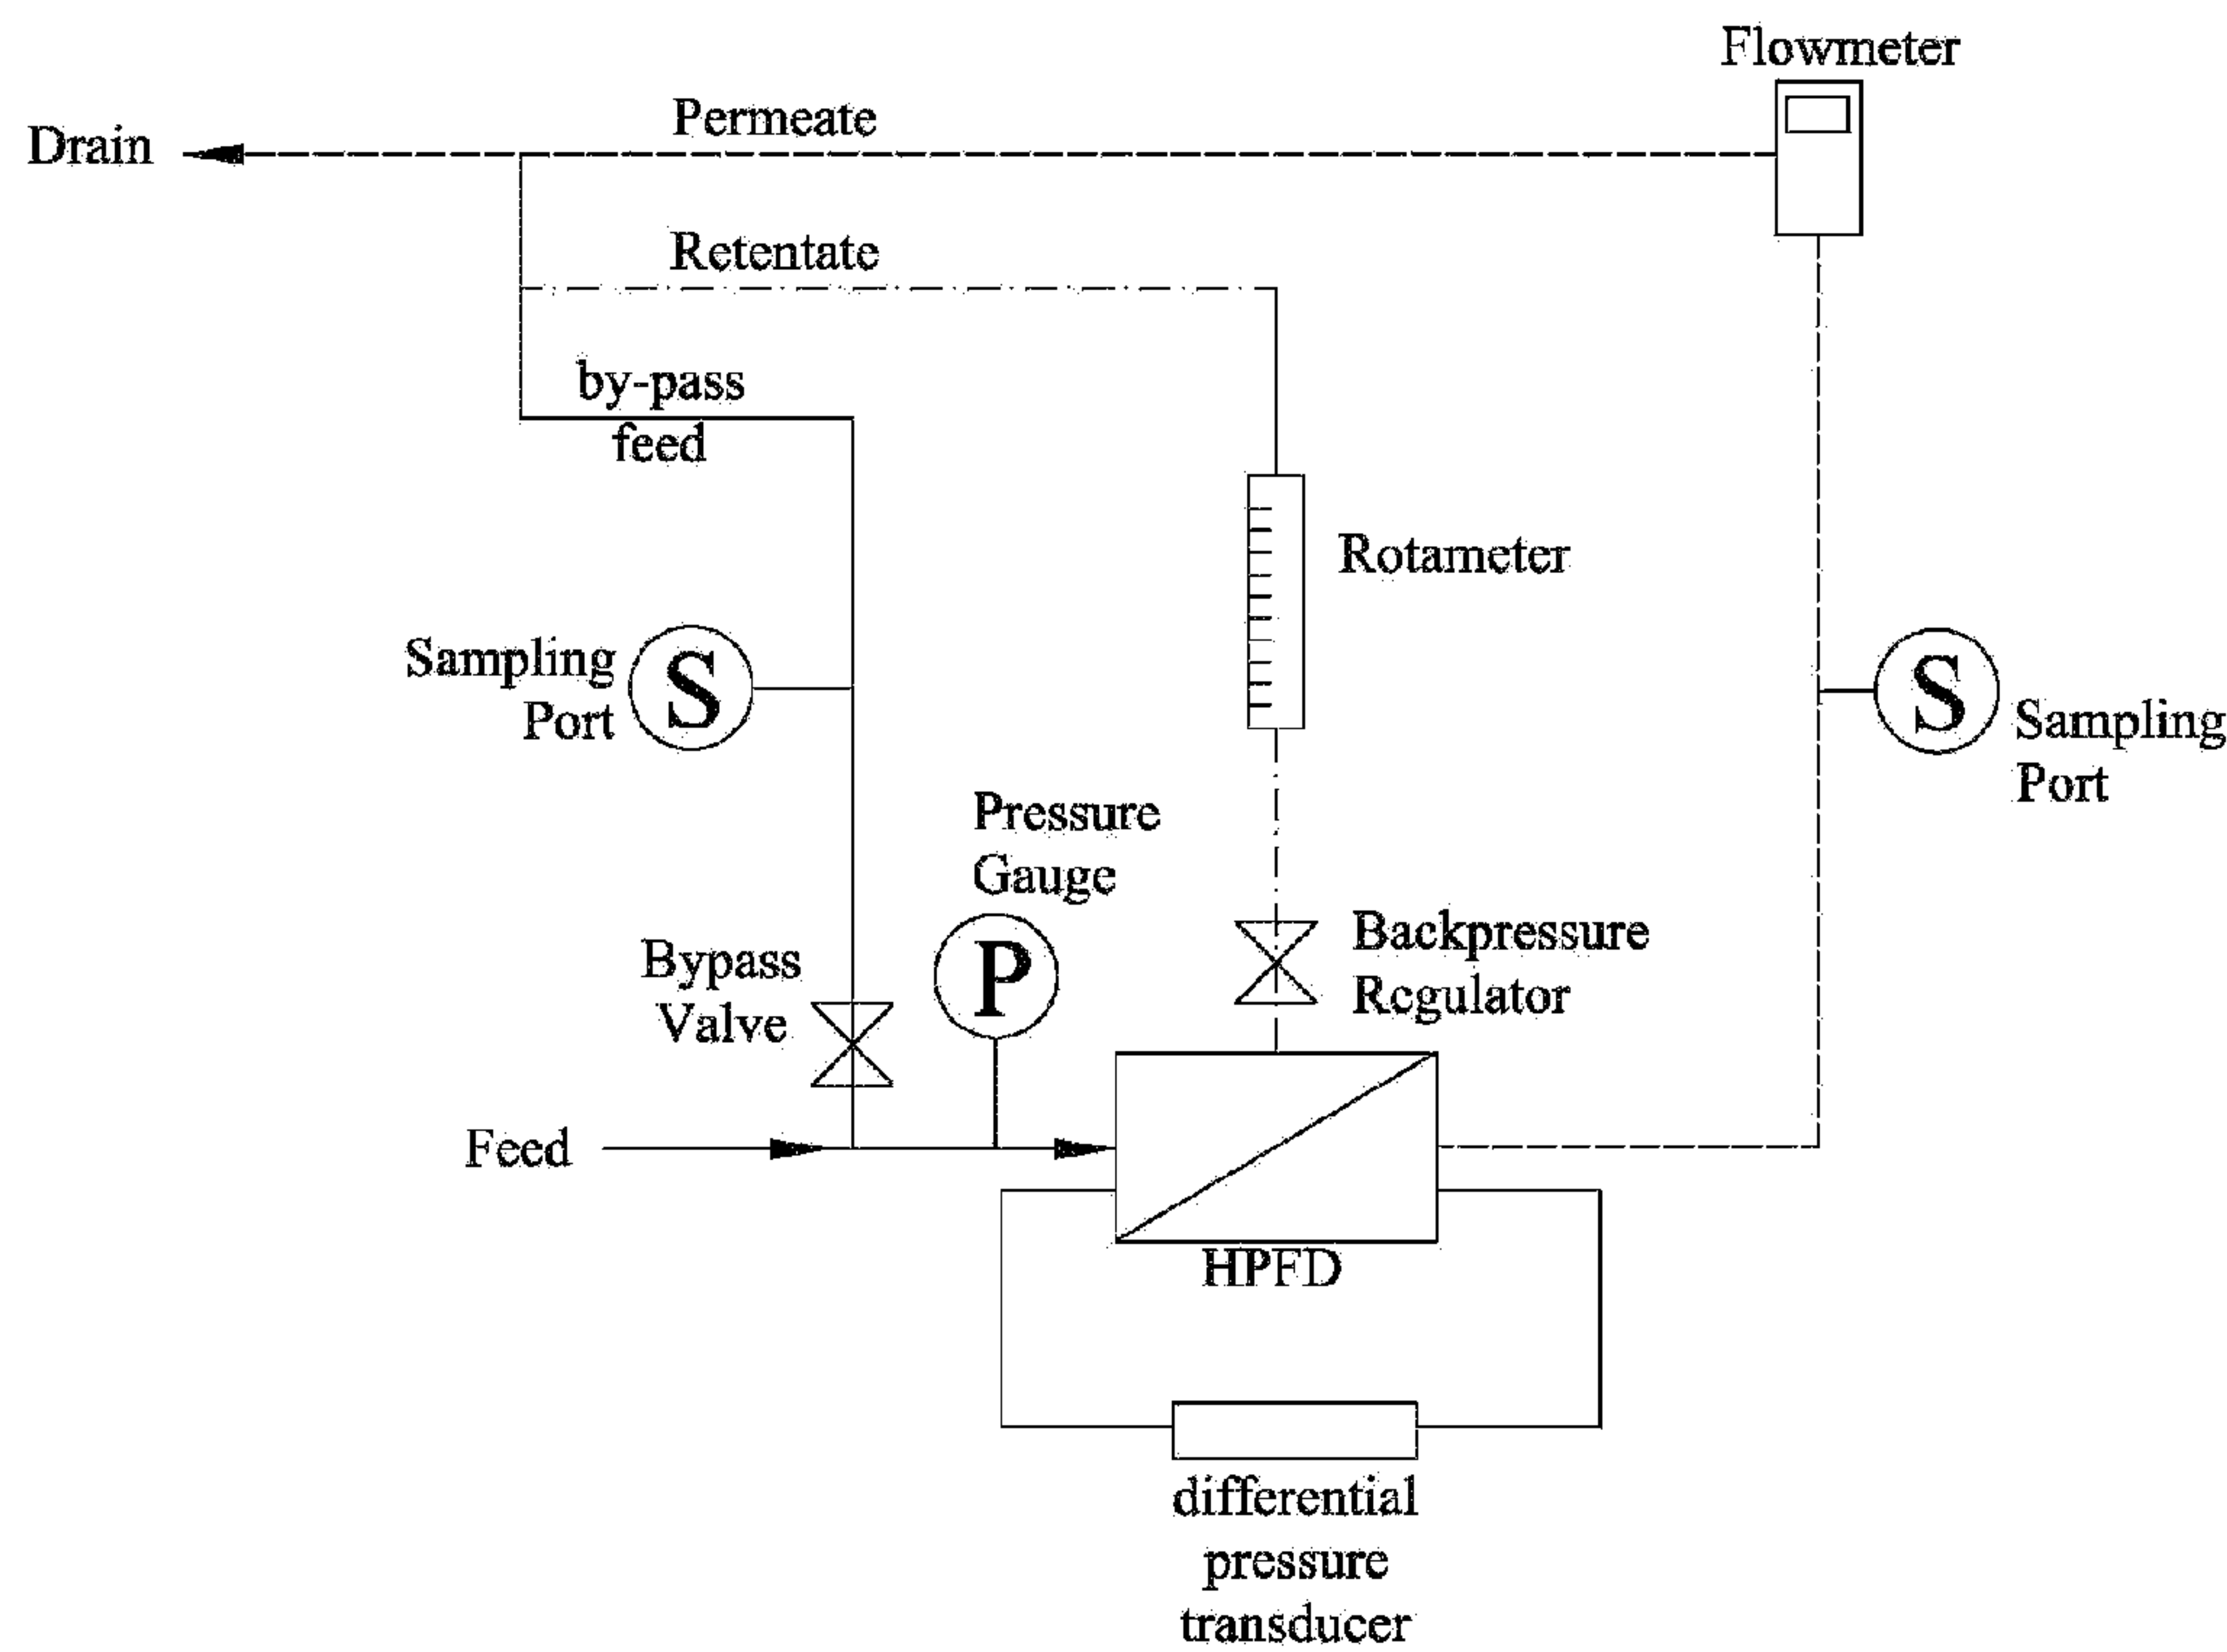 Flowmeter
Permeate
Drain
Retentate
by-pass
feed
Rotameter
Sampling
Port
S
S
Sampling
Port
Pressure
Gauge
P
Backpressure
Regulator
Bypass
Valve
Feed
HPFD
differential
pressure
transducer